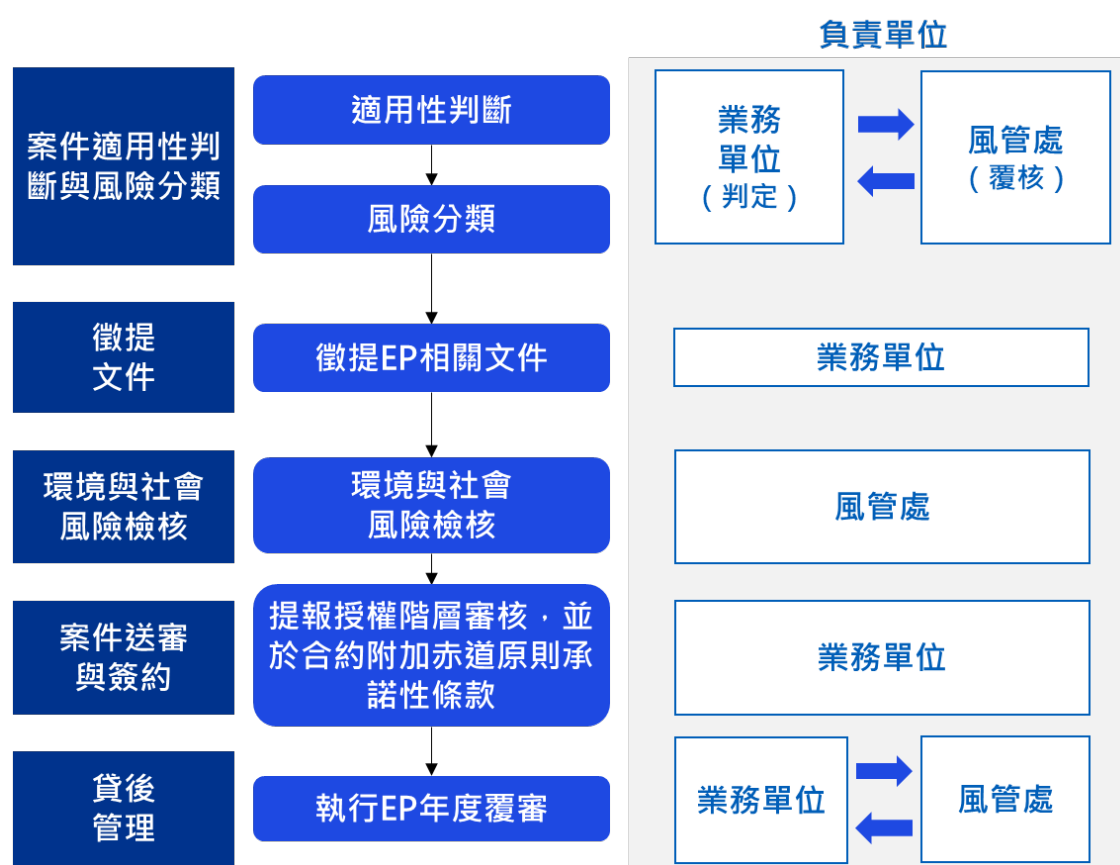 負責單位
案件適用性判
斷與風險分類
適用性判斷
風險分類
業務
單位
(判定)
風管處
(覆核)
徵提
文件
徵提EP相關文件
業務單位
環境與社會
風險檢核
環境與社會
風險檢核
風管處
案件送審
與簽約
提報授權階層審核，並
於合約附加赤道原則承
諾性條款
業務單位
貸後
管理
執行EP年度覆審
業務單位
風管處